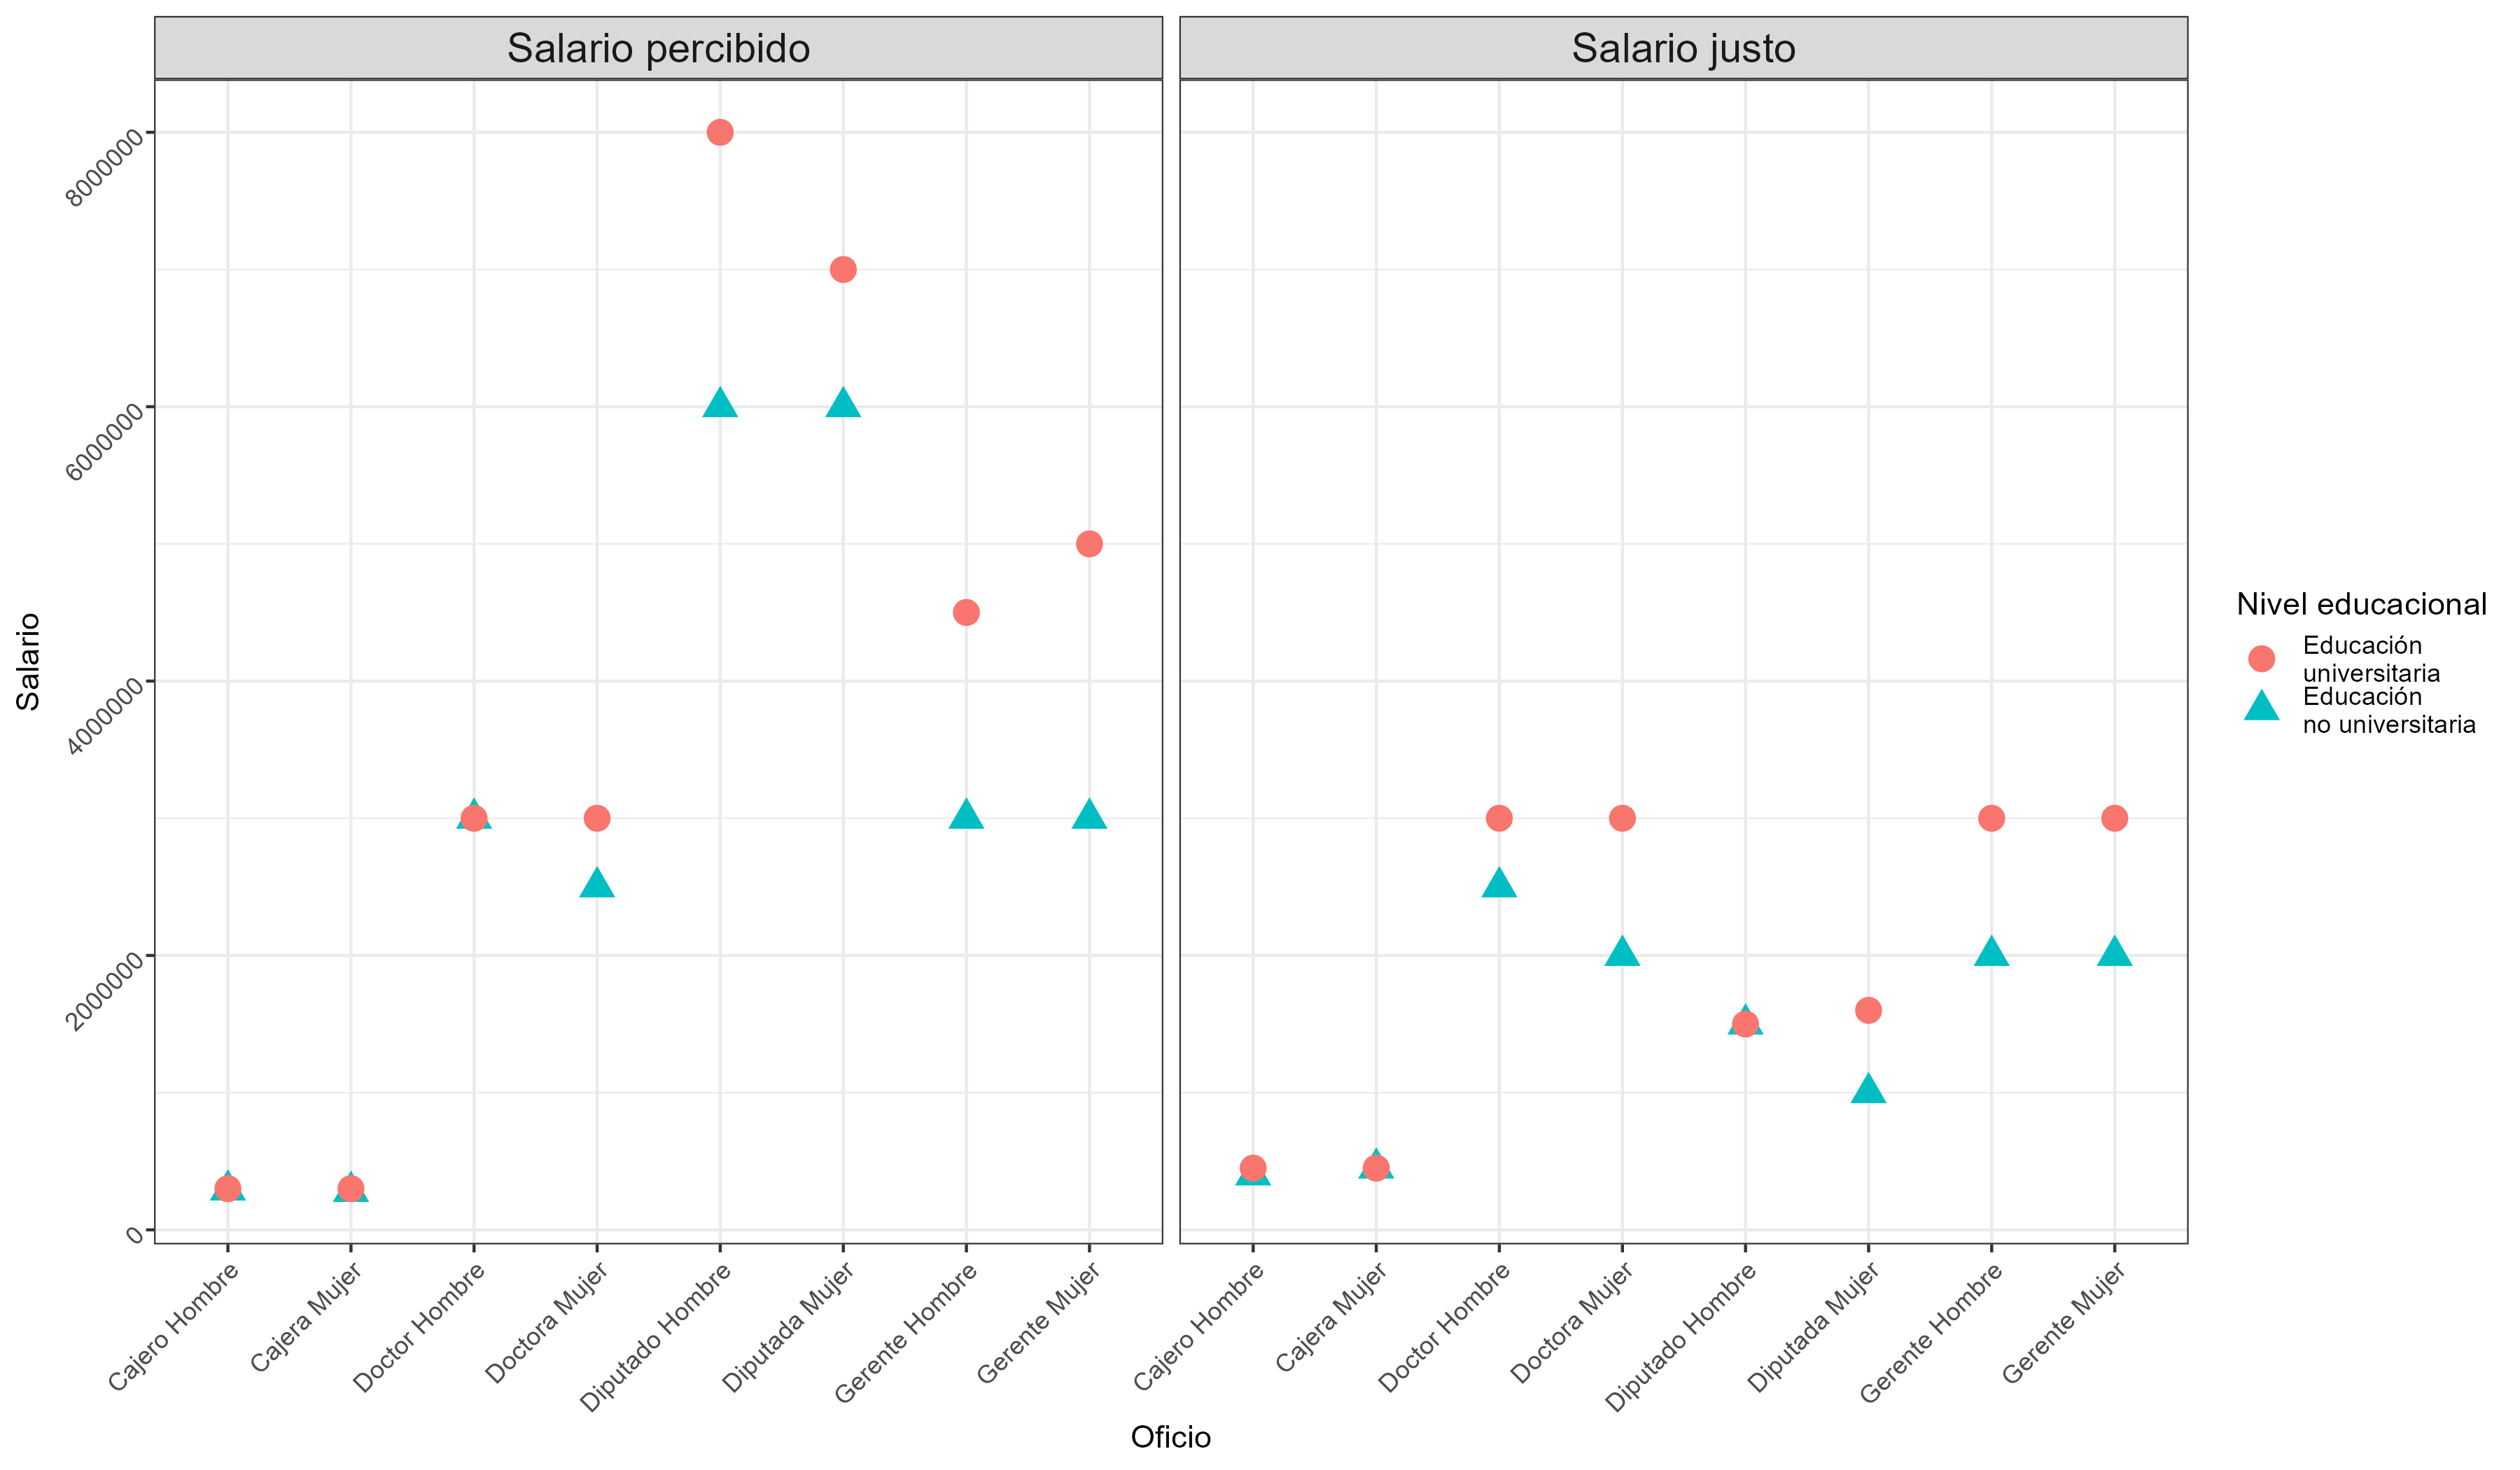 Salario percibido
Salario justo
Salario
8000000
6000000
4000000
2000000
0
Cajero Hombre
Cajera Mujer
Doctor Hombre
Doctora Mujer
Diputado Hombre
Diputada Mujer
Gerente Hombre
Gerente Mujer
Cajero Hombre
Cajera Mujer
Doctor Hombre
Doctora Mujer
Diputado Hombre
Diputada Mujer
Gerente Hombre
Gerente Mujer
Oficio
Nivel educacional
Educación
universitaria
Educación
no universitaria